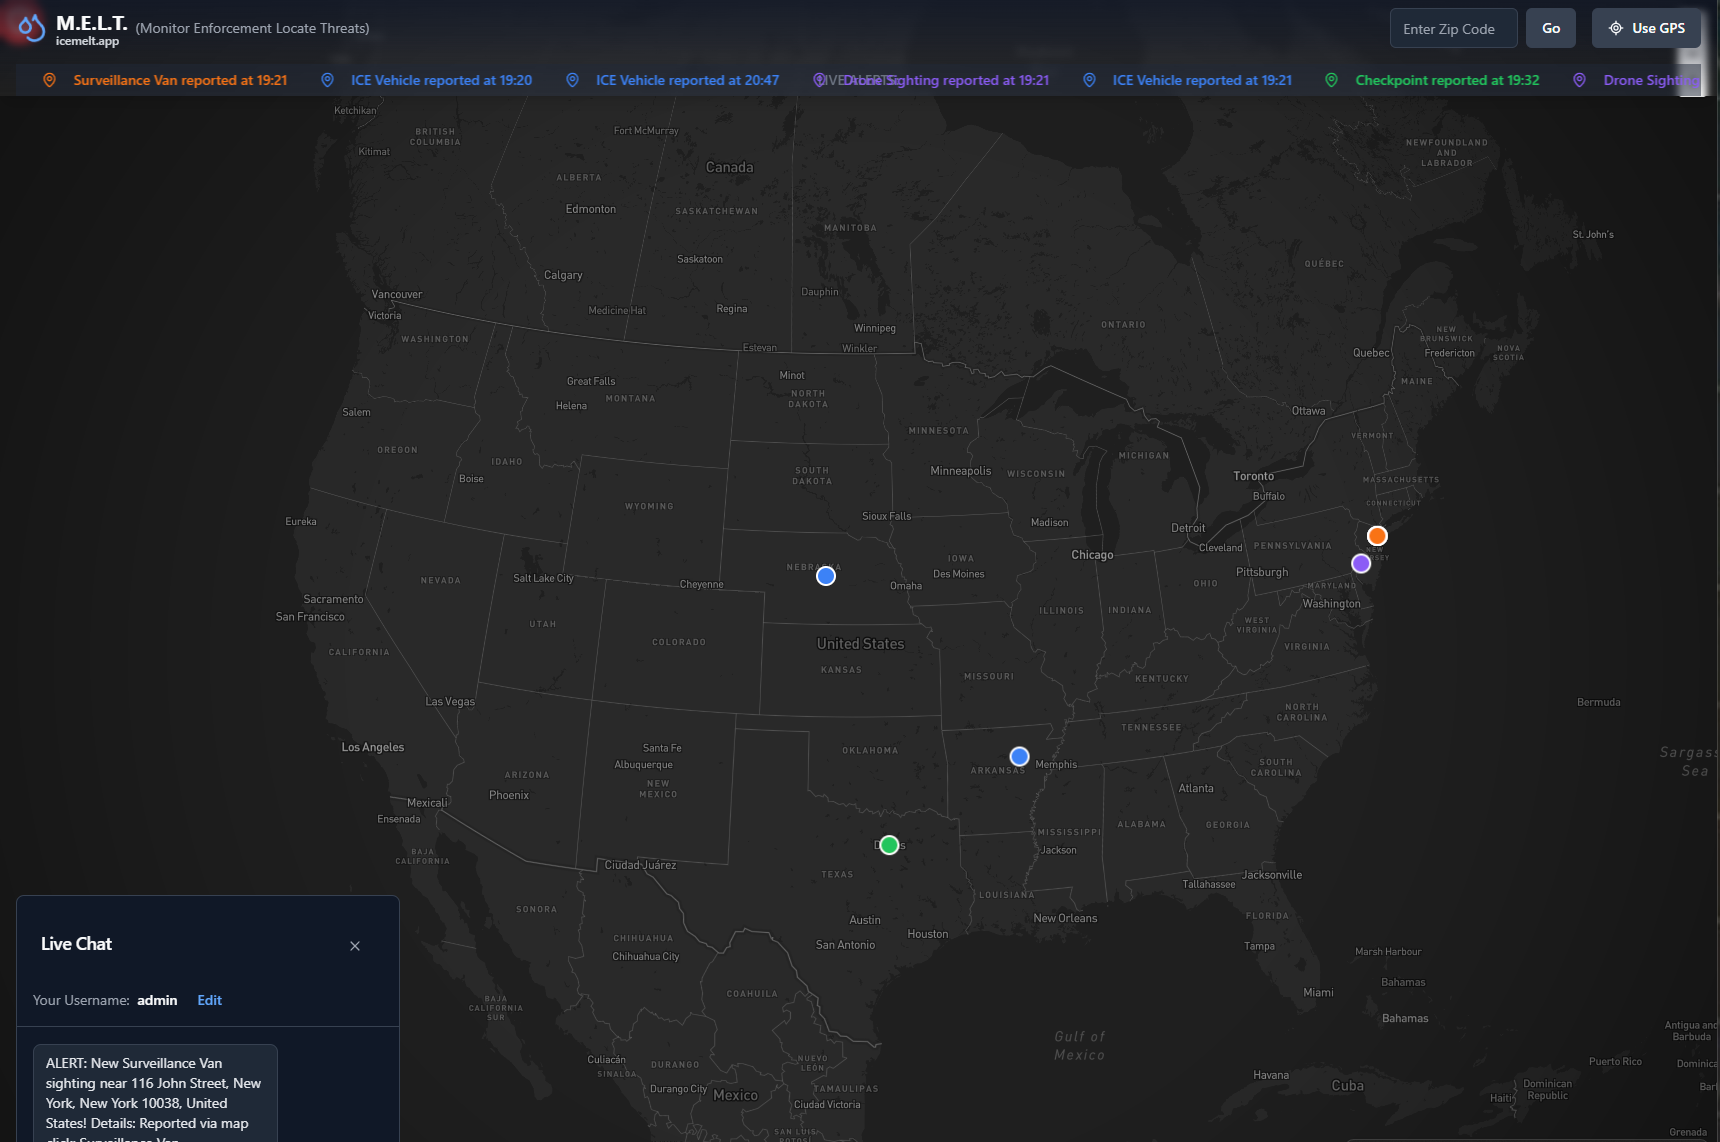 M.E.L.T. (Monitor Enforcement Locate Threats)
icemelt.app
Enter Zip Code
Go
Use GPS
Surveillance Van reported at 19:21
ICE Vehicle reported at 19:20
ICE Vehicle reported at 20:47
LIVE ALERTS
Drone Sighting reported at 19:21
ICE Vehicle reported at 19:21
Checkpoint reported at 19:32
Drone Sighting
Ketchikan
BRITISH
COLUMBIA
Fort McMurray
Kitimat
Canada
NEWFOUNDLAND
AND
LABRADOR
ALBERTA
Edmonton
SASKATCHEWAN
MANITOBA
St. John's
Saskatoon
QUÉBEC
Calgary
Vancouver
Dauphin
Victoria
Medicine Hat
Regina
Winnipeg
ONTARIO
NEW
BRUNSWICK
WASHINGTON
Estevan
Winkler
Quebec
Fredericton
NOVA
SCOTIA
Great Falls
Minot
MAINE
Helena
MONTANA
NORTH
DAKOTA
Salem
Ottawa
MINNESOTA
VERMONT
OREGON
IDAHO
MICHIGAN
Boise
SOUTH
DAKOTA
Minneapolis
WISCONSIN
Toronto
MASSACHUSETTS
Buffalo
CONNECTICUT
WYOMING
Sioux Falls
Madison
Detroit
Eureka
Chicago
Cleveland
PENNSYLVANIA
NEW
IOWA
NEBRASKA
Des Moines
Pittsburgh
NEVADA
Salt Lake City
Cheyenne
Omaha
OHIO
MARYLAND
Sacramento
Washington
San Francisco
ILLINOIS
INDIANA
WEST
VIRGINIA
UTAH
COLORADO
United States
VIRGINIA
CALIFORNIA
KANSAS
MISSOURI
KENTUCKY
Las Vegas
NORTH
CAROLINA
Bermuda
TENNESSEE
Los Angeles
Santa Fe
OKLAHOMA
Albuquerque
ARKANSAS
Memphis
SOUTH
CAROLINA
Sargass
Sea
ARIZONA
NEW
MEXICO
Phoenix
Atlanta
Mexicali
Ensenada
MISSISSIPPI
ALABAMA
GEORGIA
BAJA
CALIFORNIA
Jackson
Ciudad Juárez
TEXAS
Tallahassee
Jacksonville
LOUISIANA
SONORA
Austin
New Orleans
FLORIDA
San Antonio
Houston
CHIHUAHUA
Chihuahua City
Tampa
Marsh Harbour
COAHUILA
Miami
Bahamas
BAJA
CALIFORNIA
SUR
Bahamas
Gulf of
Mexico
Antigua and
Barbuda
Culiacán
SINALOA
DURANGO
NUEVO
LEÓN
Puerto Rico
Dominica
Durango City
Mexico
TAMAULIPAS
Havana
Cuba
Dominican
Republic
Haiti
Bar
Ciudad Victoria
SAN LUIS
POTOSÍ
Grenada
Live Chat
Your Username: admin Edit
ALERT: New Surveillance Van
sighting near 116 John Street, New
York, New York 10038, United
States! Details: Reported via map
click: Surveillance Van